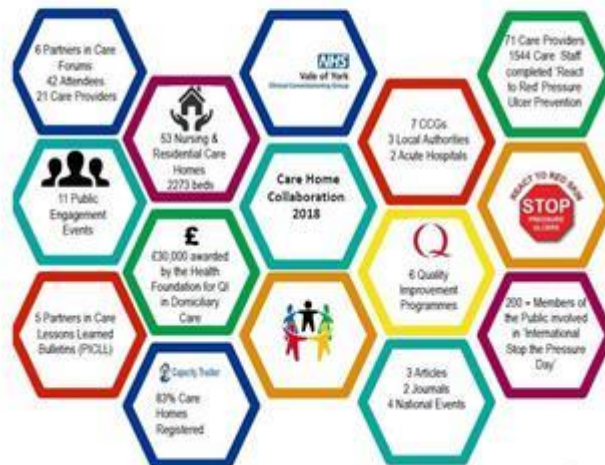 6 Partners in Care
Forums
42 Attendees
21 Care Providers
NHS
Vale of York
Clinical Commissioning Group
71 Care Providers
1544 Care Staff
completed 'React
to Red' Pressure
Ulcer Prevention
53 Nursing &
Residential Care
Homes
2273 beds
7 CCGs
3 Local Authorities
2 Acute Hospitals
11 Public
Engagement
Events
Care Home
Collaboration
2018
REACT TO RED SKIN
STOP
PRESSURE
ULCERS
£
£30,000 awarded
by the Health
Foundation for QI
in Domiciliary
Care
Q
6 Quality
Improvement
Programmes
5 Partners in Care
Lessons Learned
Bulletins (PICLL)
200 + Members of
the Public involved
in 'International
Stop the Pressure
Day'
Capacity Tracker
83% Care
Homes
Registered
3 Articles
2 Journals
4 National Events